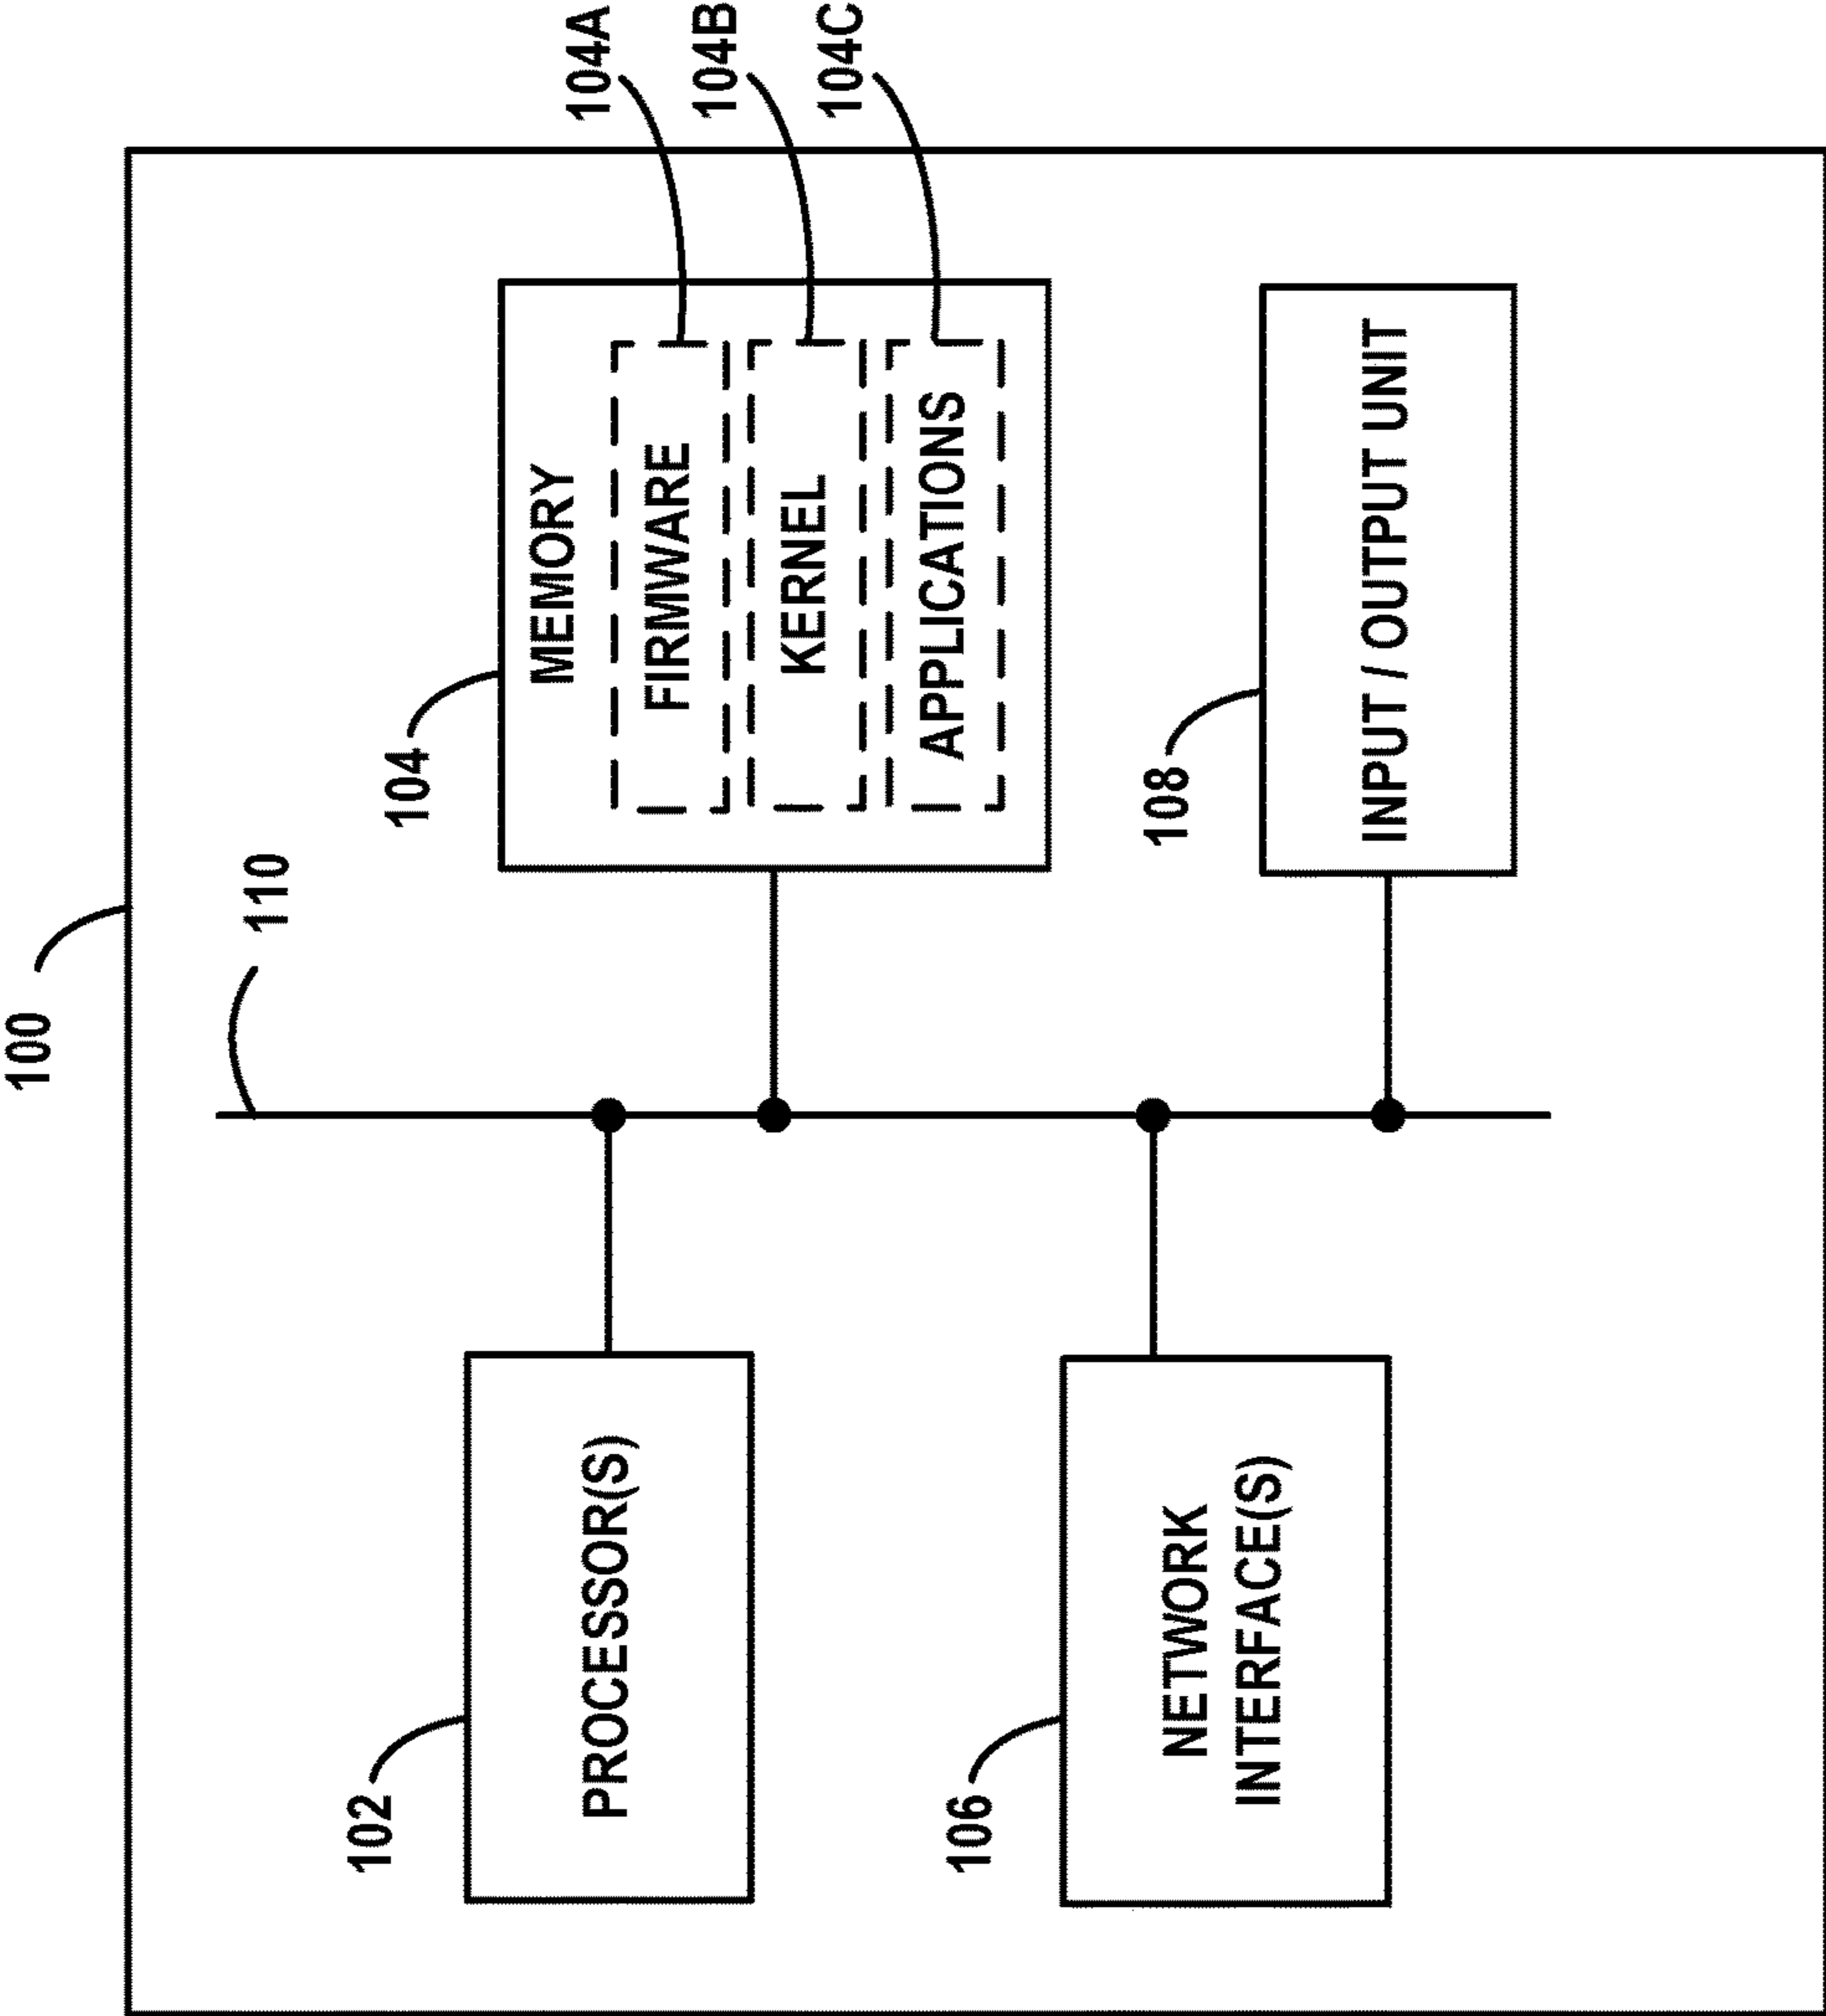 100
110
102
PROCESSOR(S)
104
MEMORY
FIRMWARE
104A
KERNEL
104B
APPLICATIONS
104C
106
NETWORK
INTERFACE(S)
108
INPUT / OUTPUT UNIT